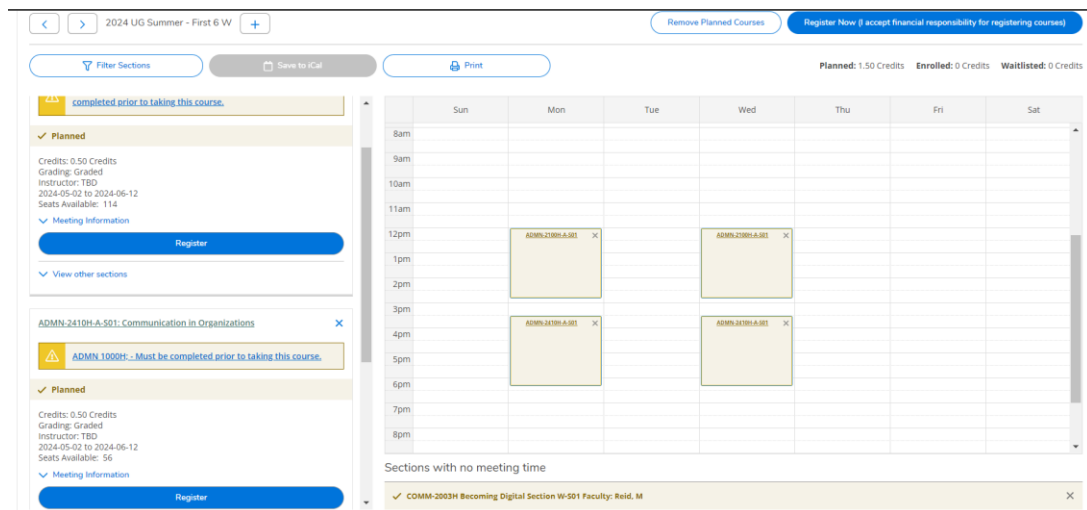 2024 UG Summer - First 6 W
Remove Planned Courses
Register Now (I accept financial responsibility for registering courses)
Filter Sections
Save to iCal
Print
Planned: 1.50 Credits Enrolled: 0 Credits Waitlisted: 0 Credits
completed prior to taking this course.
Planned
Credits: 0.50 Credits
Grading: Graded
Instructor: TBD
2024-05-02 to 2024-06-12
Seats Available: 114
Meeting Information
Register
View other sections
ADMN-2410H-A-S01: Communication in Organizations
ADMN 1000H; - Must be completed prior to taking this course.
Planned
Credits: 0.50 Credits
Grading: Graded
Instructor: TBD
2024-05-02 to 2024-06-12
Seats Available: 56
Meeting Information
Register
Sun Mon Tue Wed Thu Fri Sat
8am
9am
10am
11am
12pm
ADMN-2100H-A-S01 ADMN-2100H-A-S01
1pm
2pm
3pm
ADMN-2410H-A-S01 ADMN-2410H-A-S01
4pm
5pm
6pm
7pm
8pm
Sections with no meeting time
COMM-2003H Becoming Digital Section W-S01 Faculty: Reid, M